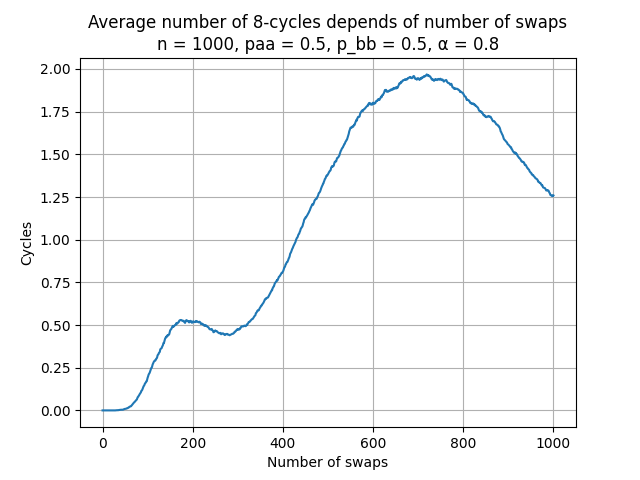 Average number of 8-cycles depends of number of swaps
n = 1000, paa = 0.5, p_bb = 0.5, α = 0.8
2.00
1.75
1.50
1.25
1.00
0.75
0.50
0.25
0.00
Cycles
0 200 400 600 800 1000
Number of swaps